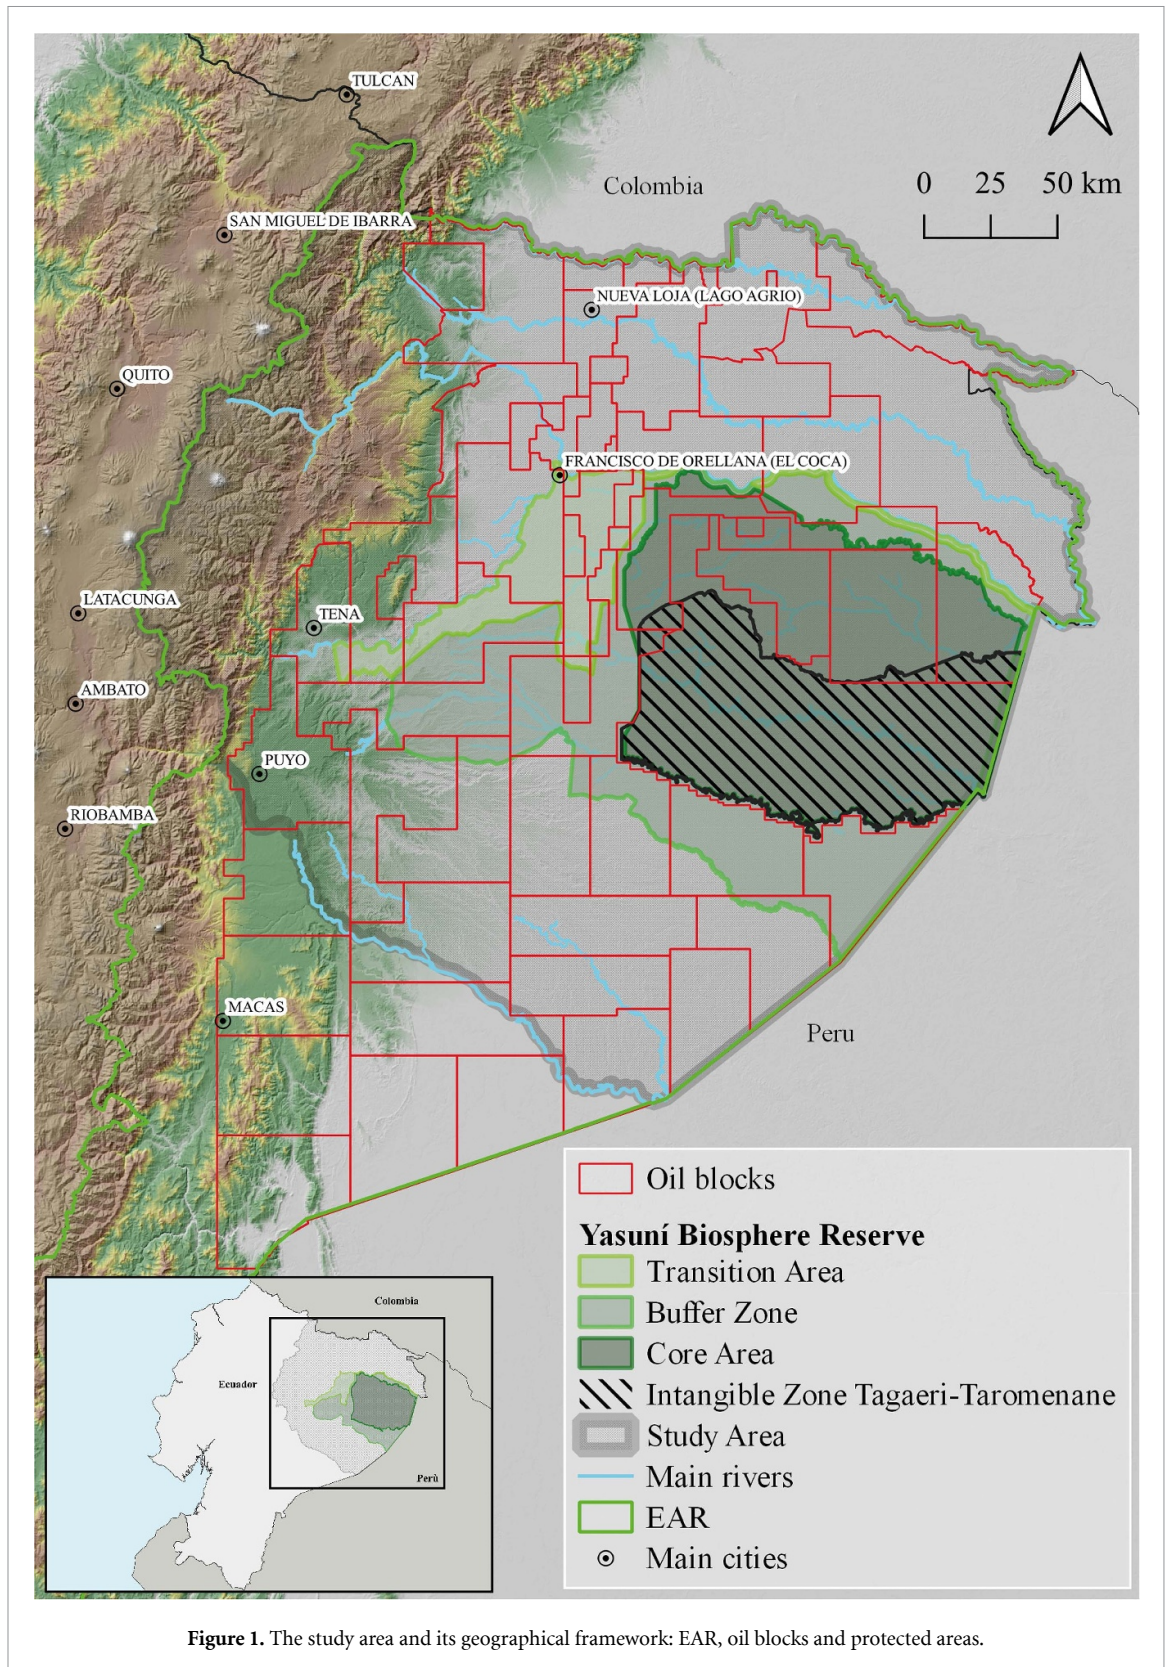 TULCAN
Colombia
0 25 50 km
SAN MIGUEL DE IBARRA
NUEVA LOJA (LAGO AGRIO)
QUITO
FRANCISCO DE ORELLANA (EL COCA)
LATACUNGA
TENA
AMBATO
PUYO
RIOBAMBA
MACAS
Peru
Oil blocks
Yasuní Biosphere Reserve
Transition Area
Buffer Zone
Core Area
Intangible Zone Tagaeri-Taromenane
Study Area
Main rivers
EAR
Main cities
Colombia
Ecuador
Perù
Figure 1. The study area and its geographical framework: EAR, oil blocks and protected areas.